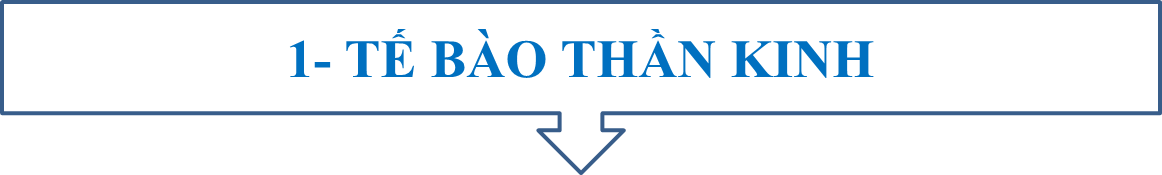 1- TẾ BÀO THẦN KINH